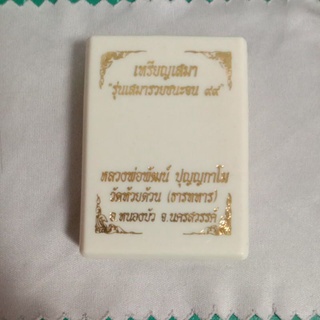 เหรียญเสมา
"รุ่นเสมารวยชนะจน ๙๙"
หลวงพ่อพัฒน์ ปุญญกาโม
วัดห้วยด้วน (ธารทหาร)
อ.หนองบัว จ.นครสวรรค์